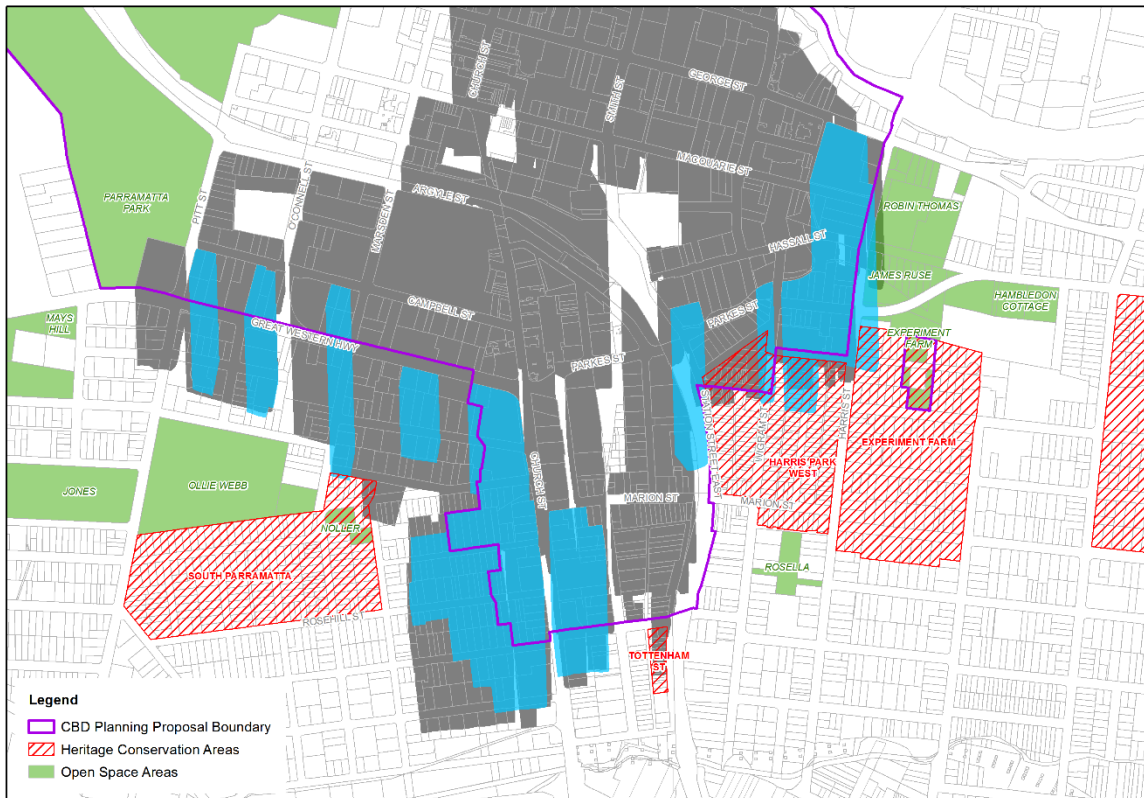 CHURCH ST
SMITH ST
GEORGE ST
MACQUARIE ST
ARGYLE ST
O'CONNELL ST
MARSDEN ST
PITT ST
PARRAMATTA
PARK
ROBIN THOMAS
HASSALL ST
JAMES RUSE
HAMBLEDON
COTTAGE
MAYS
HILL
CAMPBELL ST
GREAT WESTERN HWY
PARKES ST
PARKES ST
EXPERIMENT
FARM
STATION STREET EAST
WIGRAM ST
HARRIS ST
HARRIS PARK
WEST
EXPERIMENT FARM
CHURCH ST
MARION ST
MARION ST
JONES
OLLIE WEBB
NOLLER
SOUTH PARRAMATTA
ROSEHILL ST
ROSELLA
TOTTENHAM
ST
Legend
CBD Planning Proposal Boundary
Heritage Conservation Areas
Open Space Areas